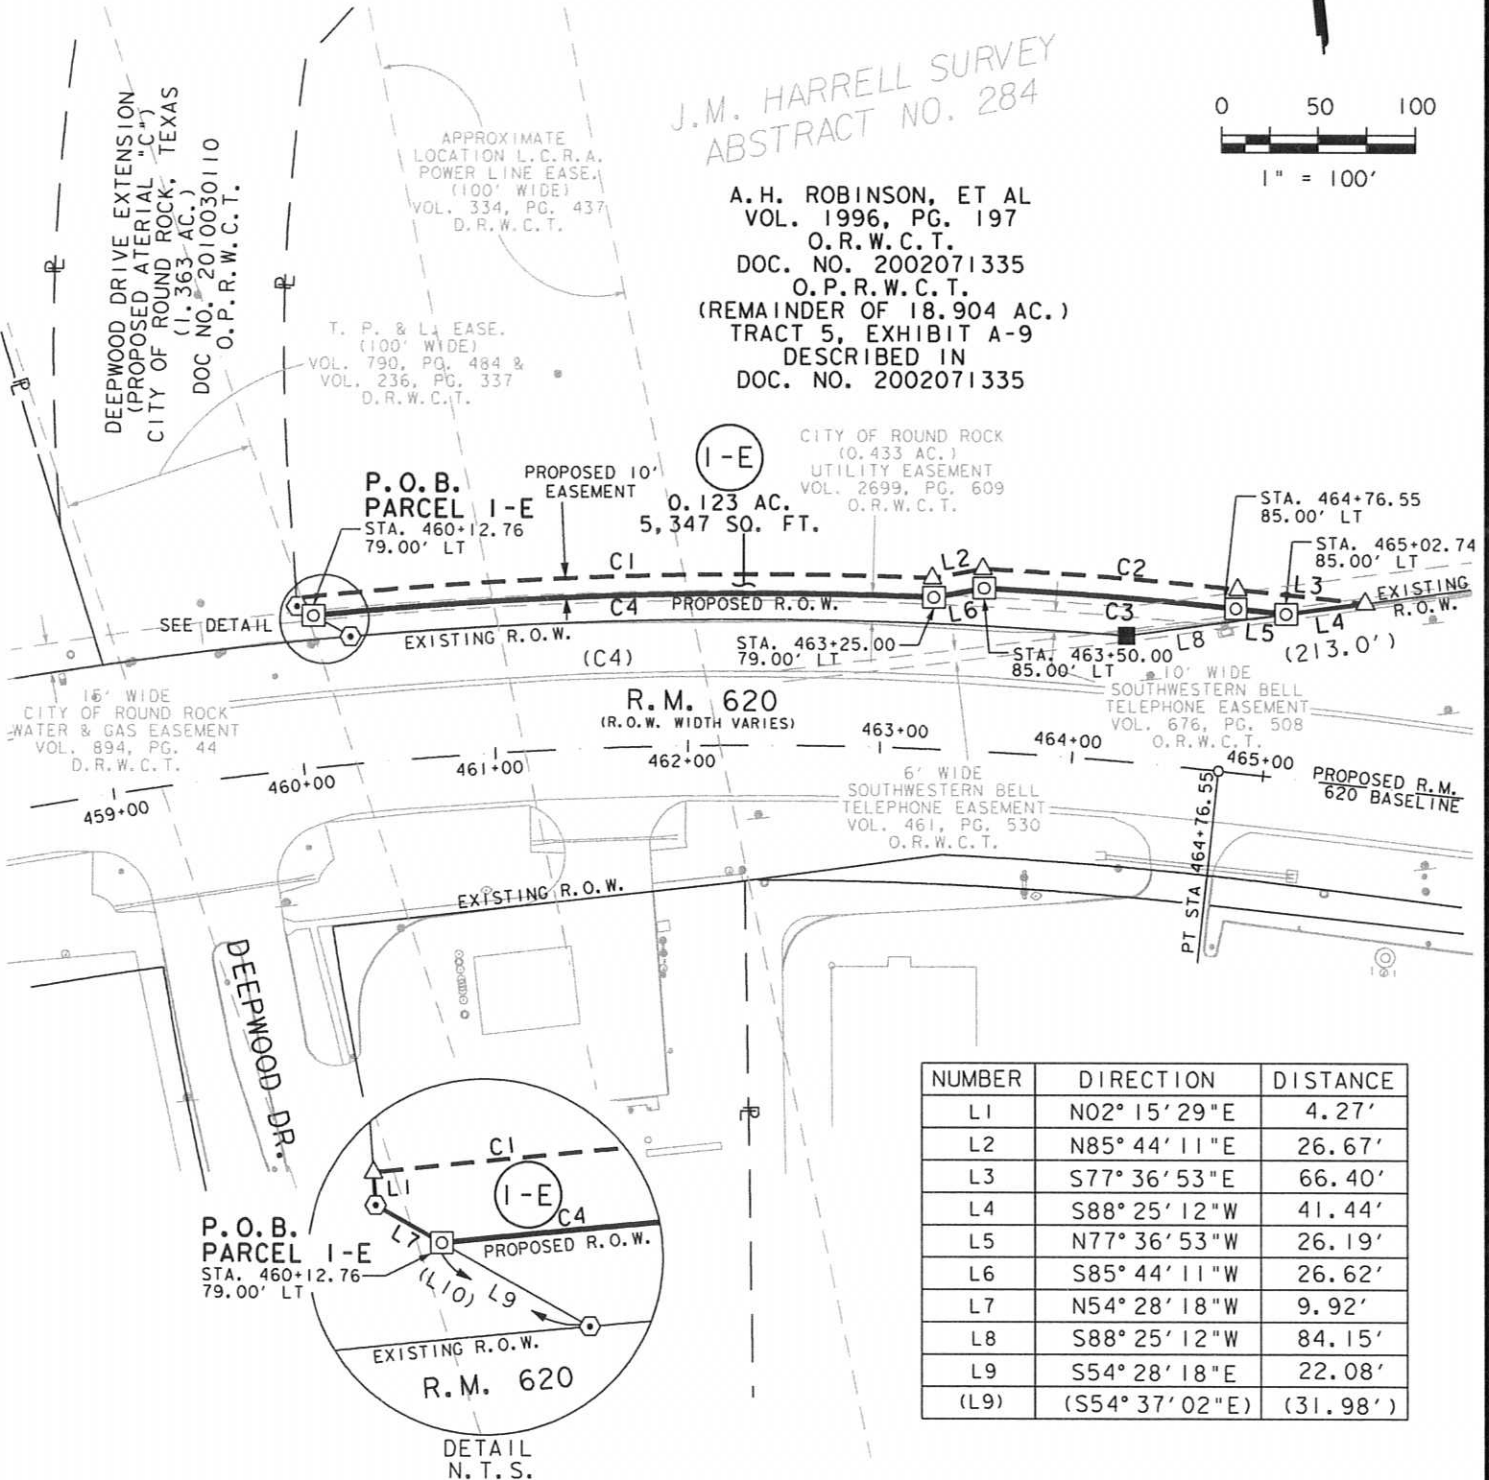 J.M. HARRELL SURVEY
ABSTRACT NO. 284
0 50 100
1" = 100'
DEEPWOOD DRIVE EXTENSION
(PROPOSED ATERIAL "C")
CITY OF ROUND ROCK, TEXAS
(1.363 AC.)
DOC NO. 2010030110
O.P.R.W.C.T.
APPROXIMATE
LOCATION L.C.R.A.
POWER LINE EASE.
(100' WIDE)
VOL. 334, PG. 437
D.R.W.C.T.
A.H. ROBINSON, ET AL
VOL. 1996, PG. 197
O.R.W.C.T.
DOC. NO. 2002071335
O.P.R.W.C.T.
(REMAINDER OF 18.904 AC.)
TRACT 5, EXHIBIT A-9
DESCRIBED IN
DOC. NO. 2002071335
T. P. & L. EASE.
(100' WIDE)
VOL. 790, PG. 484 &
VOL. 236, PG. 337
D.R.W.C.T.
PL
PL
PL
P.O.B.
PARCEL 1-E
STA. 460+12.76
79.00' LT
PROPOSED 10'
EASEMENT
1-E
0.123 AC.
5,347 SQ. FT.
CITY OF ROUND ROCK
(0.433 AC.)
UTILITY EASEMENT
VOL. 2699, PG. 609
O.R.W.C.T.
STA. 464+76.55
85.00' LT
STA. 465+02.74
85.00' LT
C1
L2
C2
L3
EXISTING
R.O.W.
C4
PROPOSED R.O.W.
L6
C3
L8
L5
L4
(213.0')
SEE DETAIL
EXISTING R.O.W.
(C4)
STA. 463+25.00
79.00' LT
STA. 463+50.00
85.00' LT
15' WIDE
CITY OF ROUND ROCK
WATER & GAS EASEMENT
VOL. 894, PG. 44
D.R.W.C.T.
R.M. 620
(R.O.W. WIDTH VARIES)
10' WIDE
SOUTHWESTERN BELL
TELEPHONE EASEMENT
VOL. 676, PG. 508
O.R.W.C.T.
459+00
460+00
461+00
462+00
463+00
464+00
465+00
PROPOSED R.M.
620 BASELINE
6' WIDE
SOUTHWESTERN BELL
TELEPHONE EASEMENT
VOL. 461, PG. 530
O.R.W.C.T.
PT STA 464+76.55
EXISTING R.O.W.
DEEPWOOD DR.
PL
C1
1-E
L1
C4
L7
PROPOSED R.O.W.
P.O.B.
PARCEL 1-E
STA. 460+12.76
79.00' LT
(L10)
L9
EXISTING R.O.W.
R.M. 620
DETAIL
N.T.S.
NUMBER DIRECTION DISTANCE
L1 N02°15'29"E 4.27'
L2 N85°44'11"E 26.67'
L3 S77°36'53"E 66.40'
L4 S88°25'12"W 41.44'
L5 N77°36'53"W 26.19'
L6 S85°44'11"W 26.62'
L7 N54°28'18"W 9.92'
L8 S88°25'12"W 84.15'
L9 S54°28'18"E 22.08'
(L9) (S54°37'02"E) (31.98')